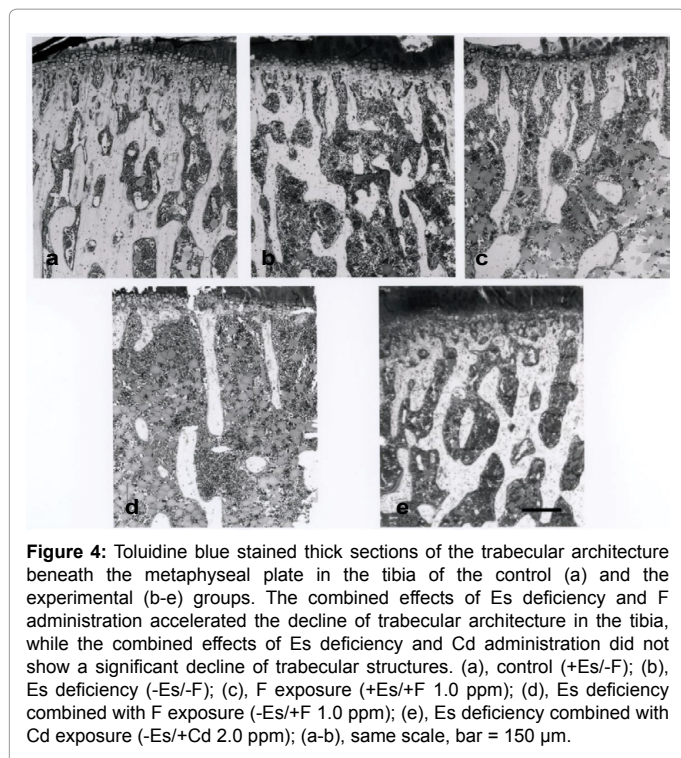 a
b
c
d
e
Figure 4: Toluidine blue stained thick sections of the trabecular architecture
beneath the metaphyseal plate in the tibia of the control (a) and the
experimental (b-e) groups. The combined effects of Es deficiency and F
administration accelerated the decline of trabecular architecture in the tibia,
while the combined effects of Es deficiency and Cd administration did not
show a significant decline of trabecular structures. (a), control (+Es/-F); (b),
Es deficiency (-Es/-F); (c), F exposure (+Es/+F 1.0 ppm); (d), Es deficiency
combined with F exposure (-Es/+F 1.0 ppm); (e), Es deficiency combined with
Cd exposure (-Es/+Cd 2.0 ppm); (a-b), same scale, bar = 150 μm.